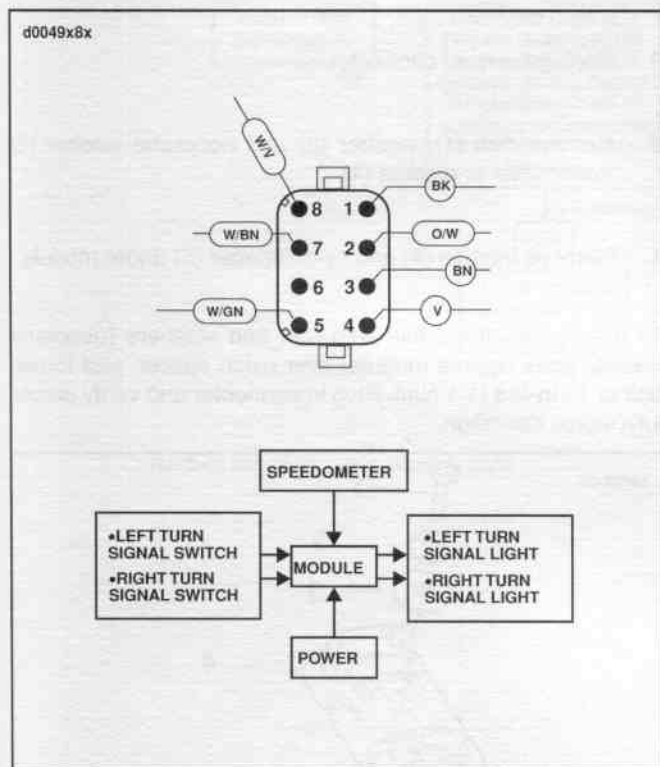 d0049x8x
W/V
8 1
BK
W/BN
7 2
O/W
6 3
BN
W/GN
5 4
V
SPEEDOMETER
•LEFT TURN
SIGNAL SWITCH
•RIGHT TURN
SIGNAL SWITCH
MODULE
•LEFT TURN
SIGNAL LIGHT
•RIGHT TURN
SIGNAL LIGHT
POWER